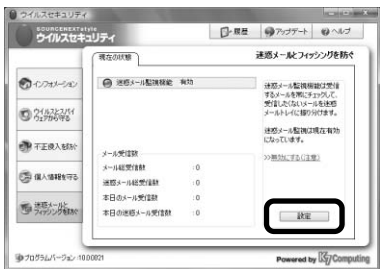 ウイルスセキュリティ
SOURCENEXT style
ウイルスセキュリティ
履歴
アップデート
ヘルプ
現在の状態
迷惑メールとフィッシングを防ぐ
迷惑メール監視機能 有効
迷惑メール監視機能は受信
するメールを常にチェックして、
受信したくないメールを迷惑
メールトレイに振り分けます。
迷惑メール監視は現在有効
になっています。
>>無効にする(注意)
インフォメーション
ウイルスとスパイ
ウェアから守る
不正侵入を防ぐ
個人情報を守る
迷惑メールと
フィッシングを防ぐ
メール受信数
メール総受信数 :0
迷惑メール総受信数 :0
本日のメール受信数 :0
本日の迷惑メール受信数 :0
設定
プログラムバージョン:10.0.0021
Powered by K7Computing